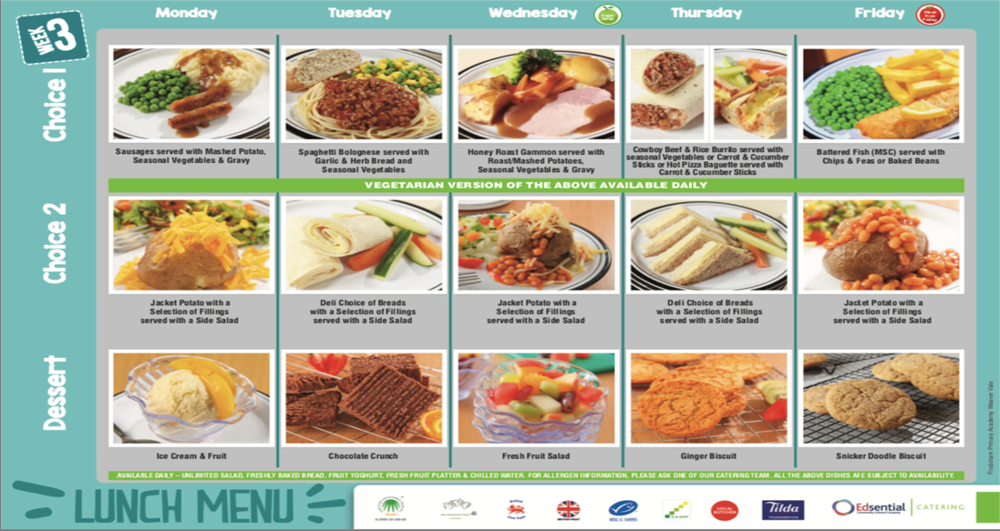 WEEK 3
Monday
Tuesday
Wednesday
Thursday
Friday
Meat Free Friday
Choice 1
Sausages served with Mashed Potato,
Seasonal Vegetables & Gravy
Spaghetti Bolognese served with
Garlic & Herb Bread and
Seasonal Vegetables
Honey Roast Gammon served with
Roast/Mashed Potatoes,
Seasonal Vegetables & Gravy
Cowboy Beef & Rice Burrito served with
seasonal Vegetables or Carrot & Cucumber
Sticks or Hot Pizza Baguette served with
Carrot & Cucumber Sticks
Battered Fish (MSC) served with
Chips & Peas or Baked Beans
VEGETARIAN VERSION OF THE ABOVE AVAILABLE DAILY
Choice 2
Jacket Potato with a
Selection of Fillings
served with a Side Salad
Deli Choice of Breads
with a Selection of Fillings
served with a Side Salad
Jacket Potato with a
Selection of Fillings
served with a Side Salad
Deli Choice of Breads
with a Selection of Fillings
served with a Side Salad
Jacket Potato with a
Selection of Fillings
served with a Side Salad
Dessert
Ice Cream & Fruit
Chocolate Crunch
Fresh Fruit Salad
Ginger Biscuit
Snicker Doodle Biscuit
AVAILABLE DAILY – UNLIMITED SALAD, FRESHLY BAKED BREAD, FRUIT YOGHURT, FRESH FRUIT PLATTER & CHILLED WATER. FOR ALLERGEN INFORMATION, PLEASE ASK ONE OF OUR CATERING TEAM. ALL THE ABOVE DISHES ARE SUBJECT TO AVAILABILITY.
Frodsham Primary Academy Weaver Vale
LUNCH MENU
British
MSC-C-54995
LOCAL
BUTCHER
Tilda
FOODSERVICE
Edsential
CATERING